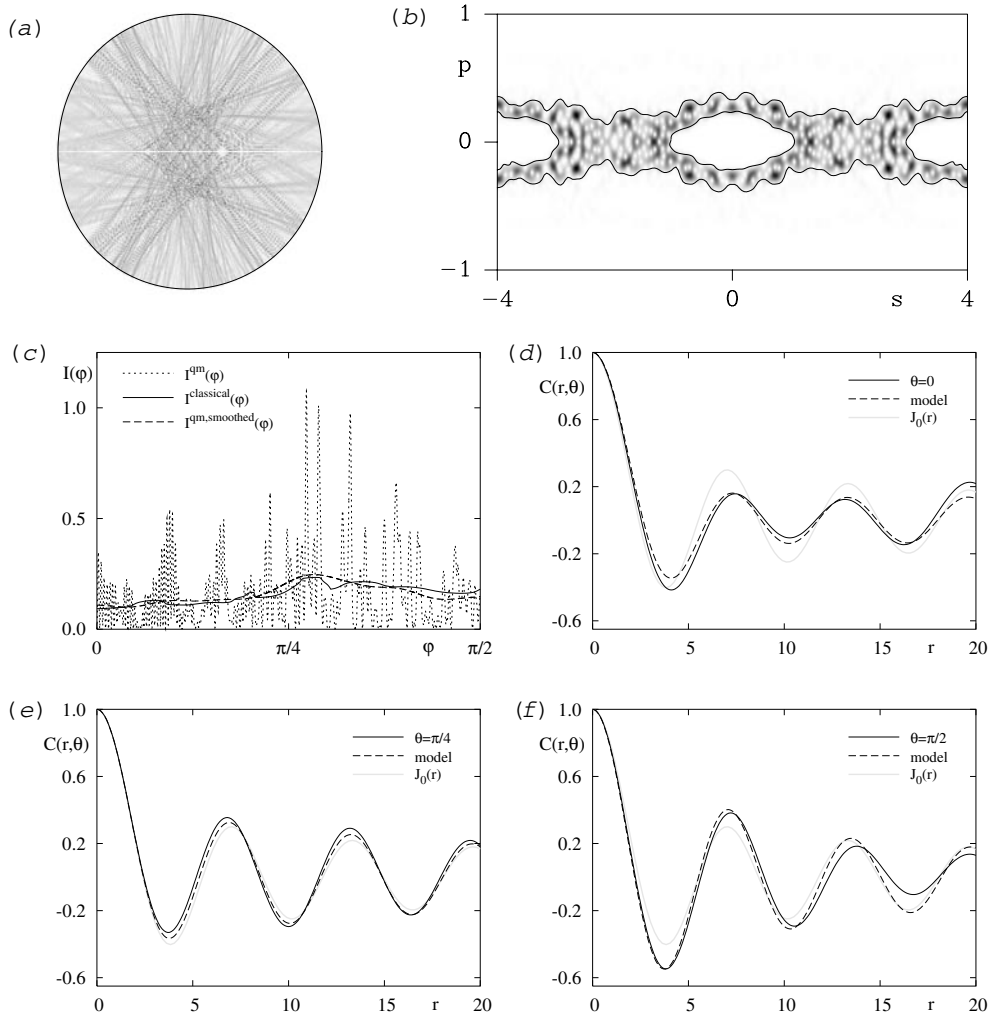 (a)
(b)
1
p
0
−1
−4
0
s
4
(c)
I(φ)
1.0
0.5
0.0
I^qm(φ)
I^classical(φ)
I^qm,smoothed(φ)
0
π/4
φ
π/2
(d)
1.0
C(r,θ)
0.6
0.2
-0.2
-0.6
θ=0
model
J_0(r)
0
5
10
15
r
20
(e)
1.0
C(r,θ)
0.6
0.2
-0.2
-0.6
θ=π/4
model
J_0(r)
0
5
10
15
r
20
(f)
1.0
C(r,θ)
0.6
0.2
-0.2
-0.6
θ=π/2
model
J_0(r)
0
5
10
15
r
20